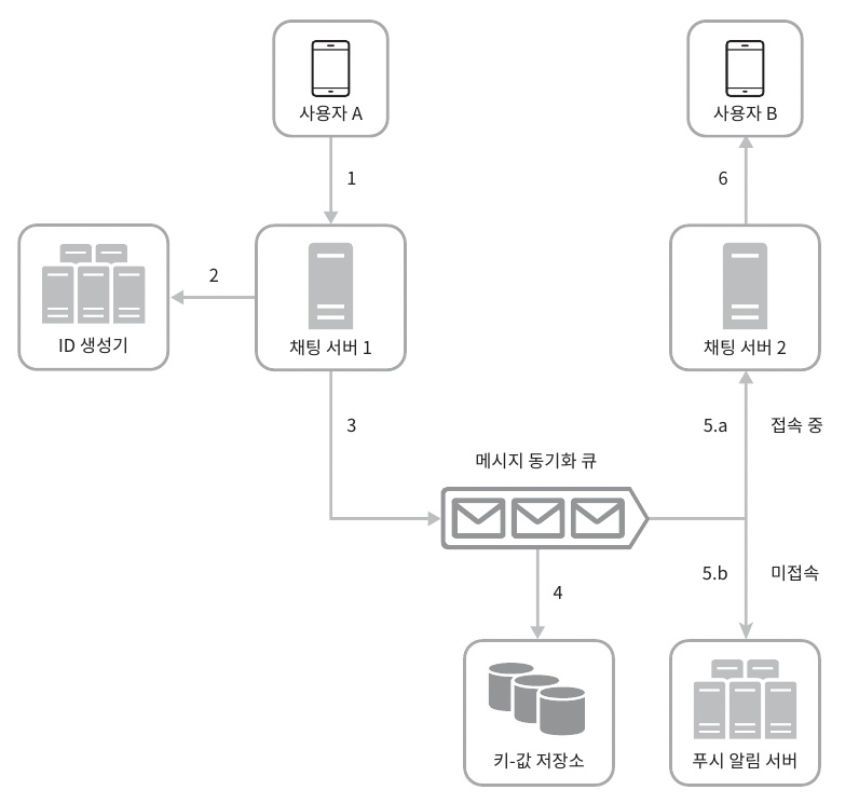 사용자 A
사용자 B
1
6
2
ID 생성기
채팅 서버 1
채팅 서버 2
3
5.a
접속 중
메시지 동기화 큐
5.b
미접속
4
키-값 저장소
푸시 알림 서버